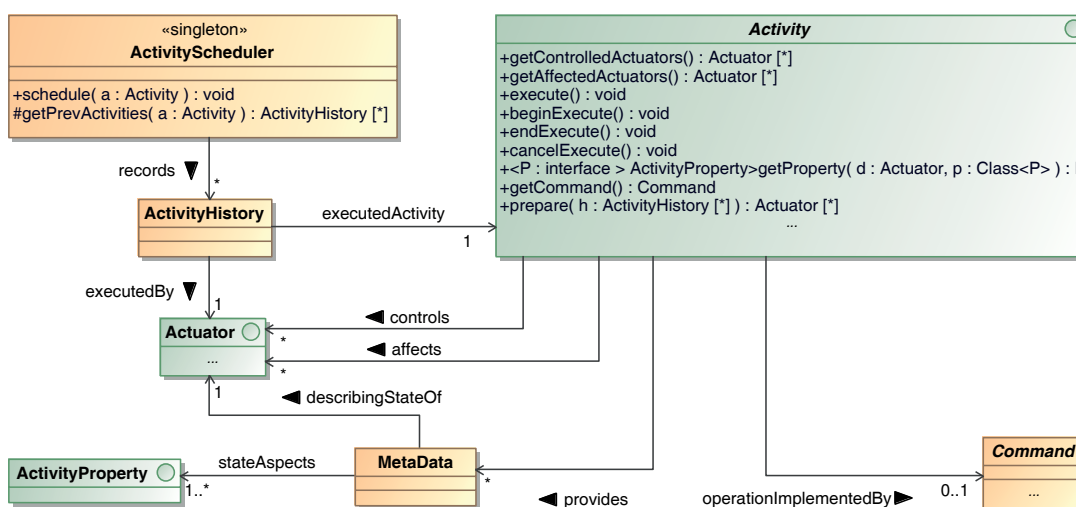 «singleton»
ActivityScheduler
+schedule( a : Activity ) : void
#getPrevActivities( a : Activity ) : ActivityHistory [*]
Activity
+getControlledActuators() : Actuator [*]
+getAffectedActuators() : Actuator [*]
+execute() : void
+beginExecute() : void
+endExecute() : void
+cancelExecute() : void
+<P : interface > ActivityProperty>getProperty( d : Actuator, p : Class<P> ) :
+getCommand() : Command
+prepare( h : ActivityHistory [*] ) : Actuator [*]
...
records
*
ActivityHistory
executedActivity
1
executedBy
1
Actuator
...
controls
*
affects
*
describingStateOf
1
ActivityProperty
stateAspects
1..*
MetaData
*
provides
operationImplementedBy
0..1
Command
...